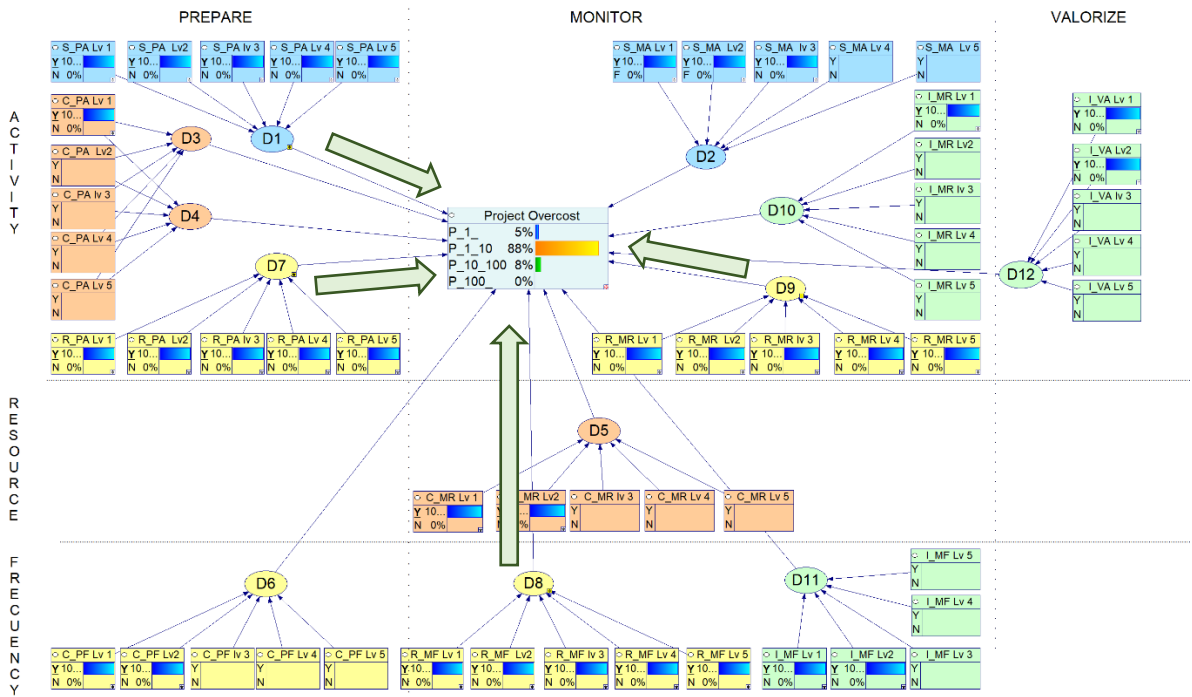 PREPARE MONITOR VALORIZE
S_PA Lv 1 S_PA Lv2 S_PA lv 3 S_PA Lv 4 S_PA Lv 5 S_MA Lv 1 S_MA Lv2 S_MA lv 3 S_MA Lv 4 S_MA Lv 5
Y 10... Y 10... Y 10... Y 10... Y 10... Y 10... Y 10... Y 10... Y Y
N 0% N 0% N 0% N 0% N 0% F 0% F 0% N 0% N N
ACTIVITY
C_PA Lv 1
Y 10...
N 0%
C_PA Lv2
Y
N
C_PA lv 3
Y
N
C_PA Lv 4
Y
N
C_PA Lv 5
Y
N
D3 D1 D2
D4 D10
D7 D12
D9
I_MR Lv 1
Y 10...
N 0%
I_MR Lv2
Y
N
I_MR lv 3
Y
N
I_MR Lv 4
Y
N
I_MR Lv 5
Y
N
I_VA Lv 1
Y 10...
N 0%
I_VA Lv2
Y 10...
N 0%
I_VA lv 3
Y
N
I_VA Lv 4
Y
N
I_VA Lv 5
Y
N
Project Overcost
P_1_ 5%
P_1_10 88%
P_10_100 8%
P_100_ 0%
R_PA Lv 1 R_PA Lv2 R_PA lv 3 R_PA Lv 4 R_PA Lv 5 R_MR Lv 1 R_MR Lv2 R_MR lv 3 R_MR Lv 4 R_MR Lv 5
Y 10... Y 10... Y 10... Y 10... Y 10... Y 10... Y 10... Y 10... Y 10... Y 10...
N 0% N 0% N 0% N 0% N 0% N 0% N 0% N 0% N 0% N 0%
RESOURCE
D5
C_MR Lv 1 C_MR Lv2 C_MR lv 3 C_MR Lv 4 C_MR Lv 5
Y 10... Y Y Y
N 0% N N N
FRECUENCY
D6 D8 D11
I_MF Lv 5
Y
N
I_MF Lv 4
Y
N
C_PF Lv 1 C_PF Lv2 C_PF lv 3 C_PF Lv 4 C_PF Lv 5 R_MF Lv 1 R_MF Lv2 R_MF lv 3 R_MF Lv 4 R_MF Lv 5 I_MF Lv 1 I_MF Lv2 I_MF Lv 3
Y 10... Y 10... Y Y Y Y 10... Y 10... Y 10... Y 10... Y 10... Y 10... Y 10... Y
N 0% N 0% N N N N 0% N 0% N 0% N 0% N 0% N 0% N 0% N